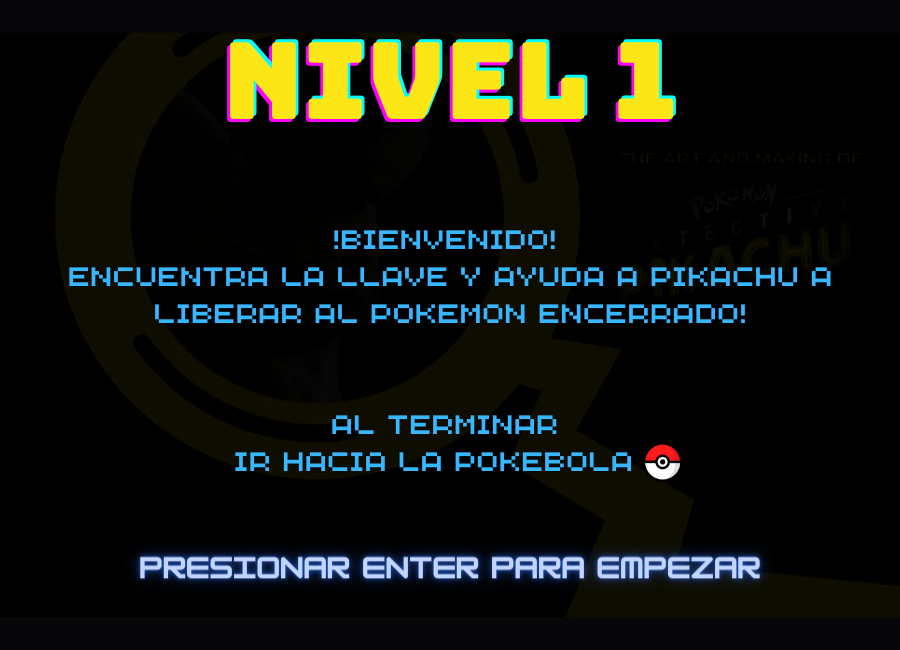 NIVEL 1
THE ART AND MAKING OF
POKÉMON
DETECTIVE
PIKACHU
!BIENVENIDO!
ENCUENTRA LA LLAVE Y AYUDA A PIKACHU A
LIBERAR AL POKEMON ENCERRADO!
AL TERMINAR
IR HACIA LA POKEBOLA
PRESIONAR ENTER PARA EMPEZAR